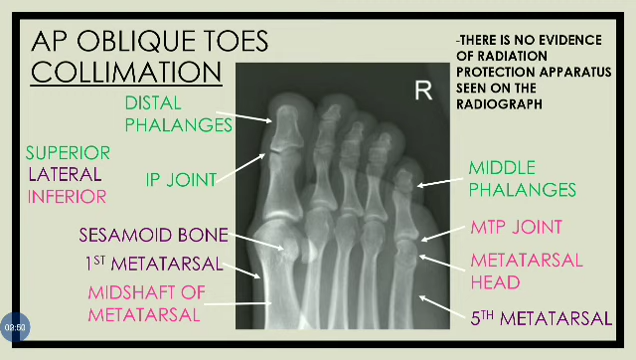 AP OBLIQUE TOES
COLLIMATION
-THERE IS NO EVIDENCE
OF RADIATION
PROTECTION APPARATUS
SEEN ON THE
RADIOGRAPH
R
DISTAL
PHALANGES
SUPERIOR
LATERAL
INFERIOR
IP JOINT
MIDDLE
PHALANGES
SESAMOID BONE
MTP JOINT
1ST METATARSAL
METATARSAL
HEAD
MIDSHAFT OF
METATARSAL
5TH METATARSAL